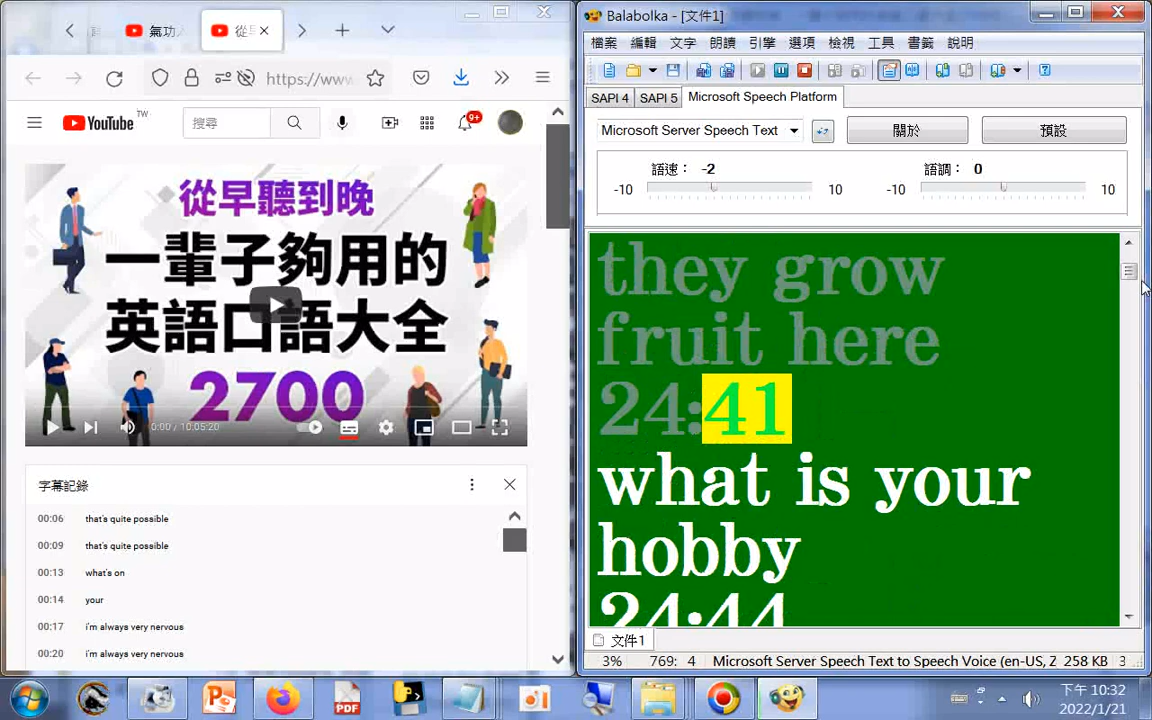 氣功
從
https://www
YouTube TW
搜尋
9+
從早聽到晚
一輩子夠用的
英語口語大全
2700
0:00 / 10:05:20
字幕記錄
00:06 that's quite possible
00:09 that's quite possible
00:13 what's on
00:14 your
00:17 i'm always very nervous
00:20 i'm always very nervous
Balabolka - [文件1]
檔案 編輯 文字 朗讀 引擎 選項 檢視 工具 書籤 說明
SAPI 4 SAPI 5 Microsoft Speech Platform
Microsoft Server Speech Text 關於 預設
語速： -2 語調： 0
-10 10 -10 10
they grow
fruit here
24:41
what is your
hobby
24:44
文件1
3% 769: 4 Microsoft Server Speech Text to Speech Voice (en-US, Z 258 KB 3
PDF
下午 10:32
2022/1/21